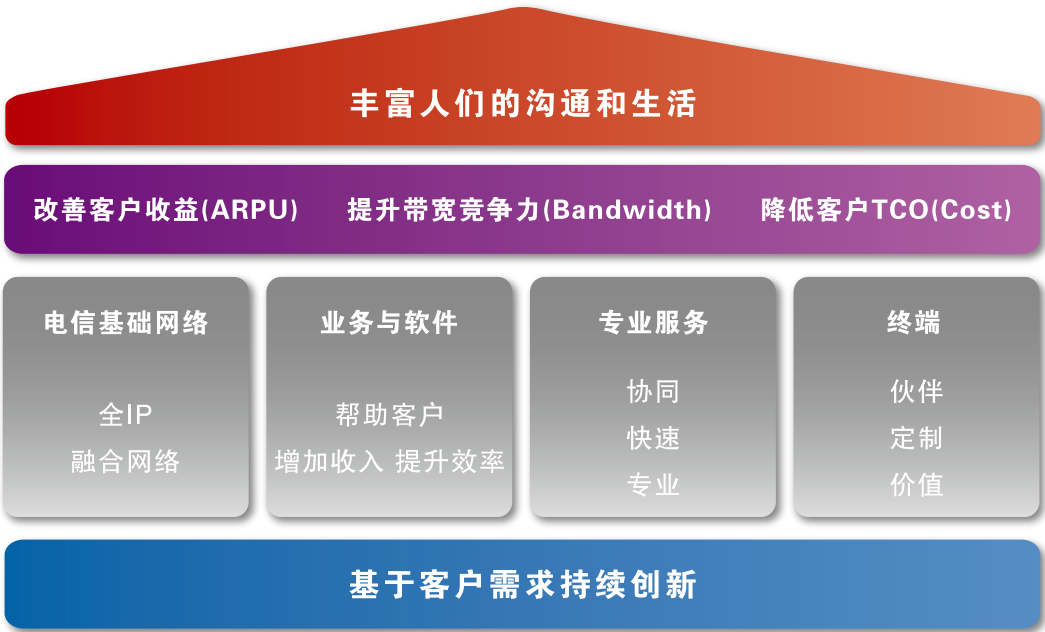 丰富人们的沟通和生活
改善客户收益(ARPU) 提升带宽竞争力(Bandwidth) 降低客户TCO(Cost)
电信基础网络
全IP
融合网络
业务与软件
帮助客户
增加收入 提升效率
专业服务
协同
快速
专业
终端
伙伴
定制
价值
基于客户需求持续创新